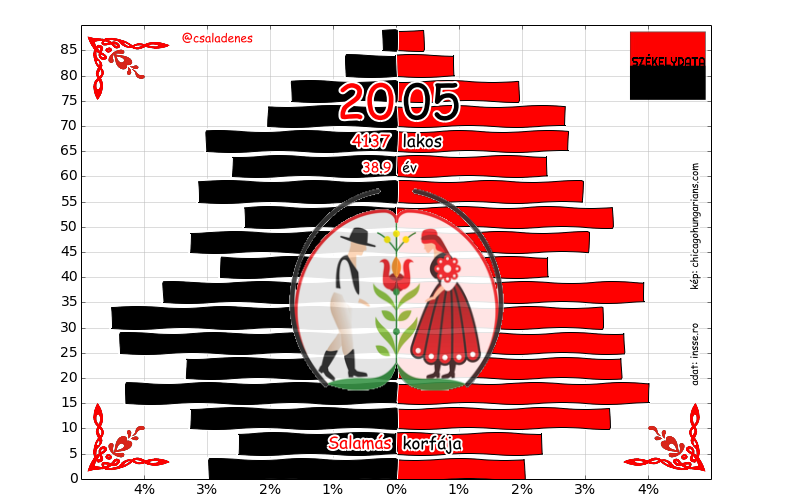 @csaladenes
SZÉKELYDATA
2005
4137 lakos
38.9 év
kép: chicagohungarians.com
adat: insse.ro
Salamás korfája
85
80
75
70
65
60
55
50
45
40
35
30
25
20
15
10
5
0
4% 3% 2% 1% 0% 1% 2% 3% 4%